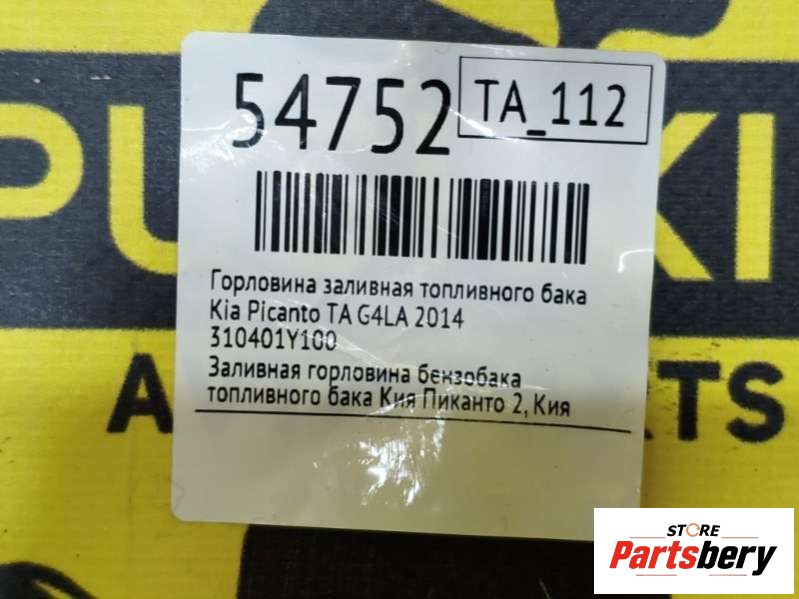 54752
TA_112
Горловина заливная топливного бака
Kia Picanto TA G4LA 2014
310401Y100
Заливная горловина бензобака
топливного бака Кия Пиканто 2, Кия
STORE
Partsbery